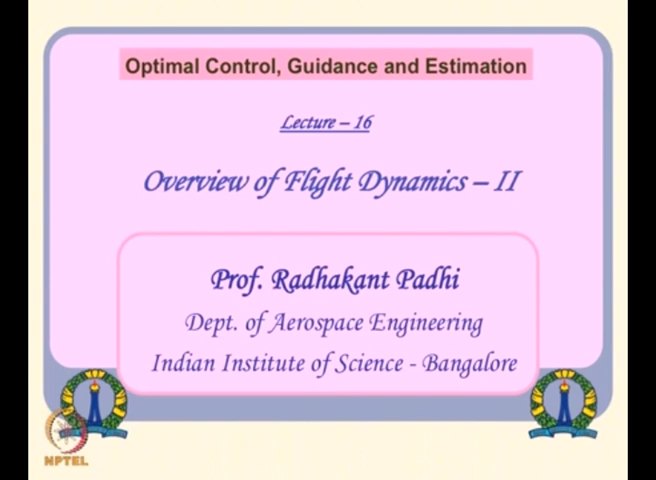 Optimal Control, Guidance and Estimation
Lecture – 16
Overview of Flight Dynamics – II
Prof. Radhakant Padhi
Dept. of Aerospace Engineering
Indian Institute of Science - Bangalore
NPTEL